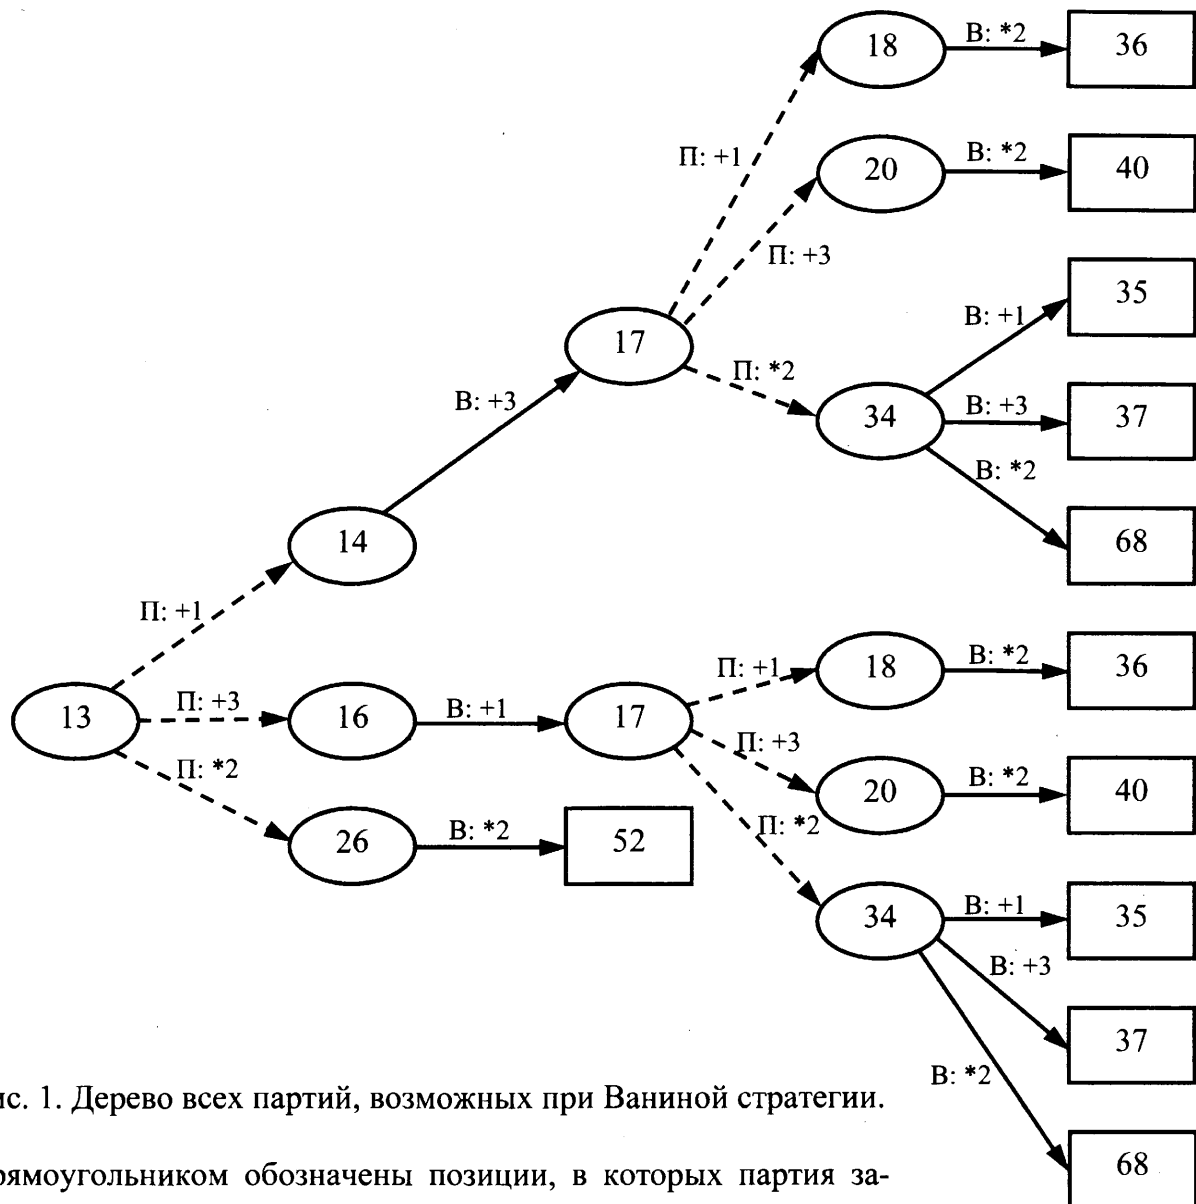 18
В: *2
36
П: +1
20
В: *2
40
П: +3
17
В: +1
35
П: *2
34
В: +3
37
В: *2
68
В: +3
14
П: +1
13
П: +3
16
В: +1
17
П: +1
18
В: *2
36
П: *2
26
В: *2
52
П: +3
20
В: *2
40
П: *2
34
В: +1
35
В: +3
37
В: *2
68
ис. 1. Дерево всех партий, возможных при Ваниной стратегии.
рямоугольником обозначены позиции, в которых партия за-